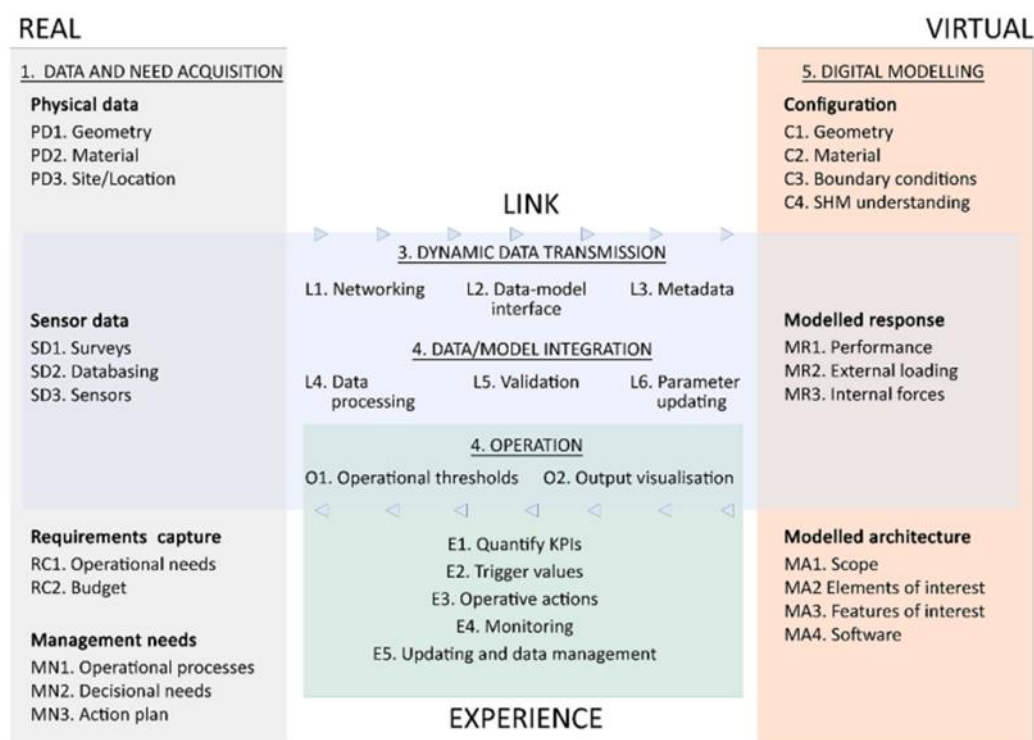 REAL
1. DATA AND NEED ACQUISITION
Physical data
PD1. Geometry
PD2. Material
PD3. Site/Location
Sensor data
SD1. Surveys
SD2. Databasing
SD3. Sensors
Requirements capture
RC1. Operational needs
RC2. Budget
Management needs
MN1. Operational processes
MN2. Decisional needs
MN3. Action plan
LINK
3. DYNAMIC DATA TRANSMISSION
L1. Networking
L2. Data-model
interface
L3. Metadata
4. DATA/MODEL INTEGRATION
L4. Data
processing
L5. Validation
L6. Parameter
updating
4. OPERATION
O1. Operational thresholds
O2. Output visualisation
E1. Quantify KPIs
E2. Trigger values
E3. Operative actions
E4. Monitoring
E5. Updating and data management
EXPERIENCE
VIRTUAL
5. DIGITAL MODELLING
Configuration
C1. Geometry
C2. Material
C3. Boundary conditions
C4. SHM understanding
Modelled response
MR1. Performance
MR2. External loading
MR3. Internal forces
Modelled architecture
MA1. Scope
MA2 Elements of interest
MA3. Features of interest
MA4. Software